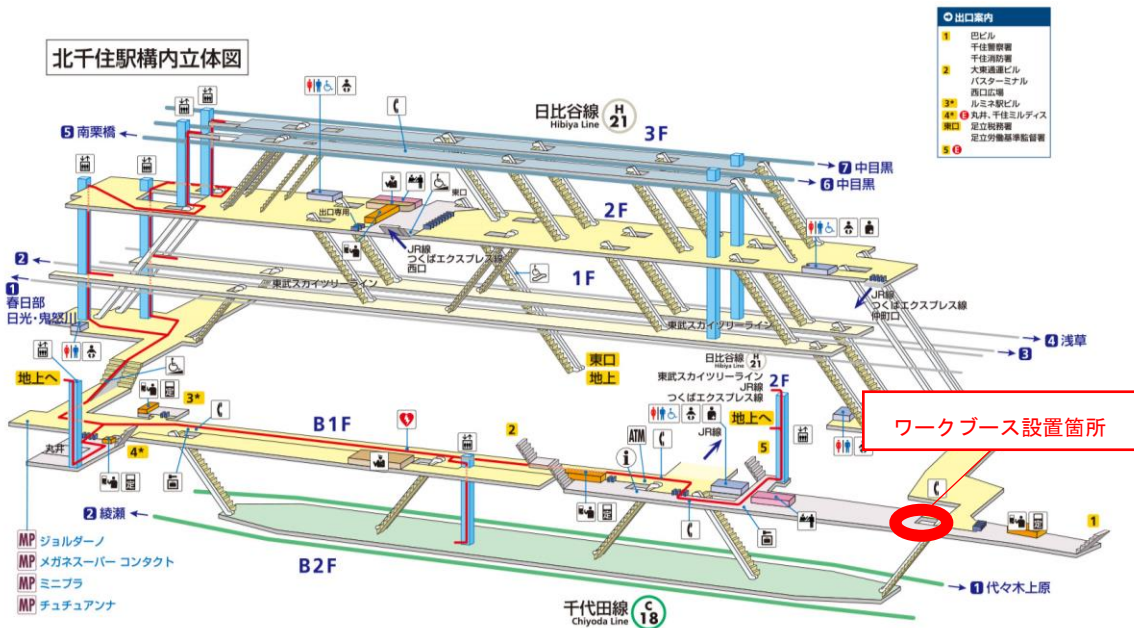 北千住駅構内立体図
出口案内
1 巴ビル
千住警察署
千住消防署
2 大東通運ビル
バスターミナル
西口広場
3* ルミネ駅ビル
4* E 丸井、千住ミルディス
東口 足立税務署
足立労働基準監督署
5 E
日比谷線 H 21
Hibiya Line
3F
5 南栗橋
7 中目黒
6 中目黒
2F
東口
出口専用
JR線
つくばエクスプレス線
西口
1F
2
1
春日部
日光・鬼怒川
東武スカイツリーライン
東武スカイツリーライン
JR線
つくばエクスプレス線
仲町口
4 浅草
3
東口
地上
日比谷線 H 21
Hibiya Line
東武スカイツリーライン
JR線
つくばエクスプレス線
2F
地上へ
地上へ
3*
B1F
2
ATM
JR線
5
ワークブース設置箇所
丸井
4*
1
2 綾瀬
B2F
1 代々木上原
千代田線 C 18
Chiyoda Line
MP ジョルダーノ
MP メガネスーパー コンタクト
MP ミニプラ
MP チュチュアンナ